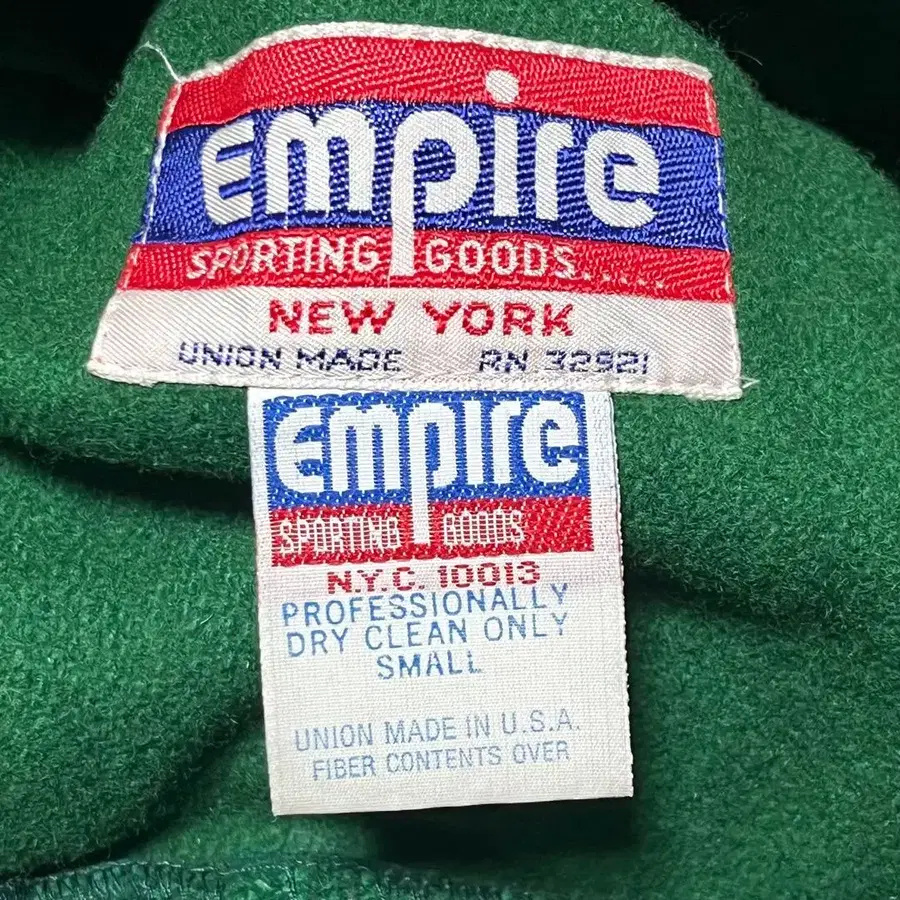 Empire
SPORTING GOODS.....
NEW YORK
UNION MADE RN 32921
Empire
SPORTING GOODS
N.Y.C. 10013
PROFESSIONALLY
DRY CLEAN ONLY
SMALL
UNION MADE IN U.S.A.
FIBER CONTENTS OVER